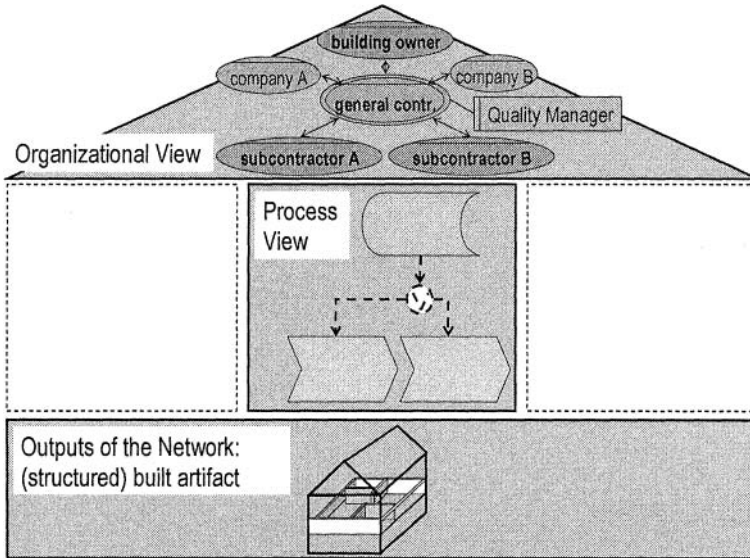 building owner
company A
company B
general contr.
Quality Manager
Organizational View
subcontractor A
subcontractor B
Process
View
Outputs of the Network:
(structured) built artifact